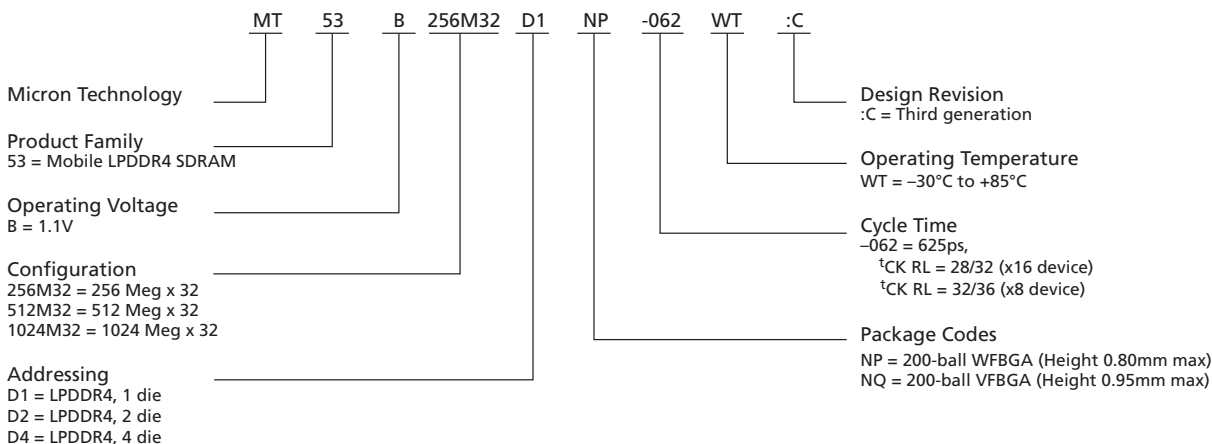 MT 53 B 256M32 D1 NP -062 WT :C
Micron Technology
Product Family
53 = Mobile LPDDR4 SDRAM
Operating Voltage
B = 1.1V
Configuration
256M32 = 256 Meg x 32
512M32 = 512 Meg x 32
1024M32 = 1024 Meg x 32
Addressing
D1 = LPDDR4, 1 die
D2 = LPDDR4, 2 die
D4 = LPDDR4, 4 die
Design Revision
:C = Third generation
Operating Temperature
WT = –30°C to +85°C
Cycle Time
–062 = 625ps,
tCK RL = 28/32 (x16 device)
tCK RL = 32/36 (x8 device)
Package Codes
NP = 200-ball WFBGA (Height 0.80mm max)
NQ = 200-ball VFBGA (Height 0.95mm max)